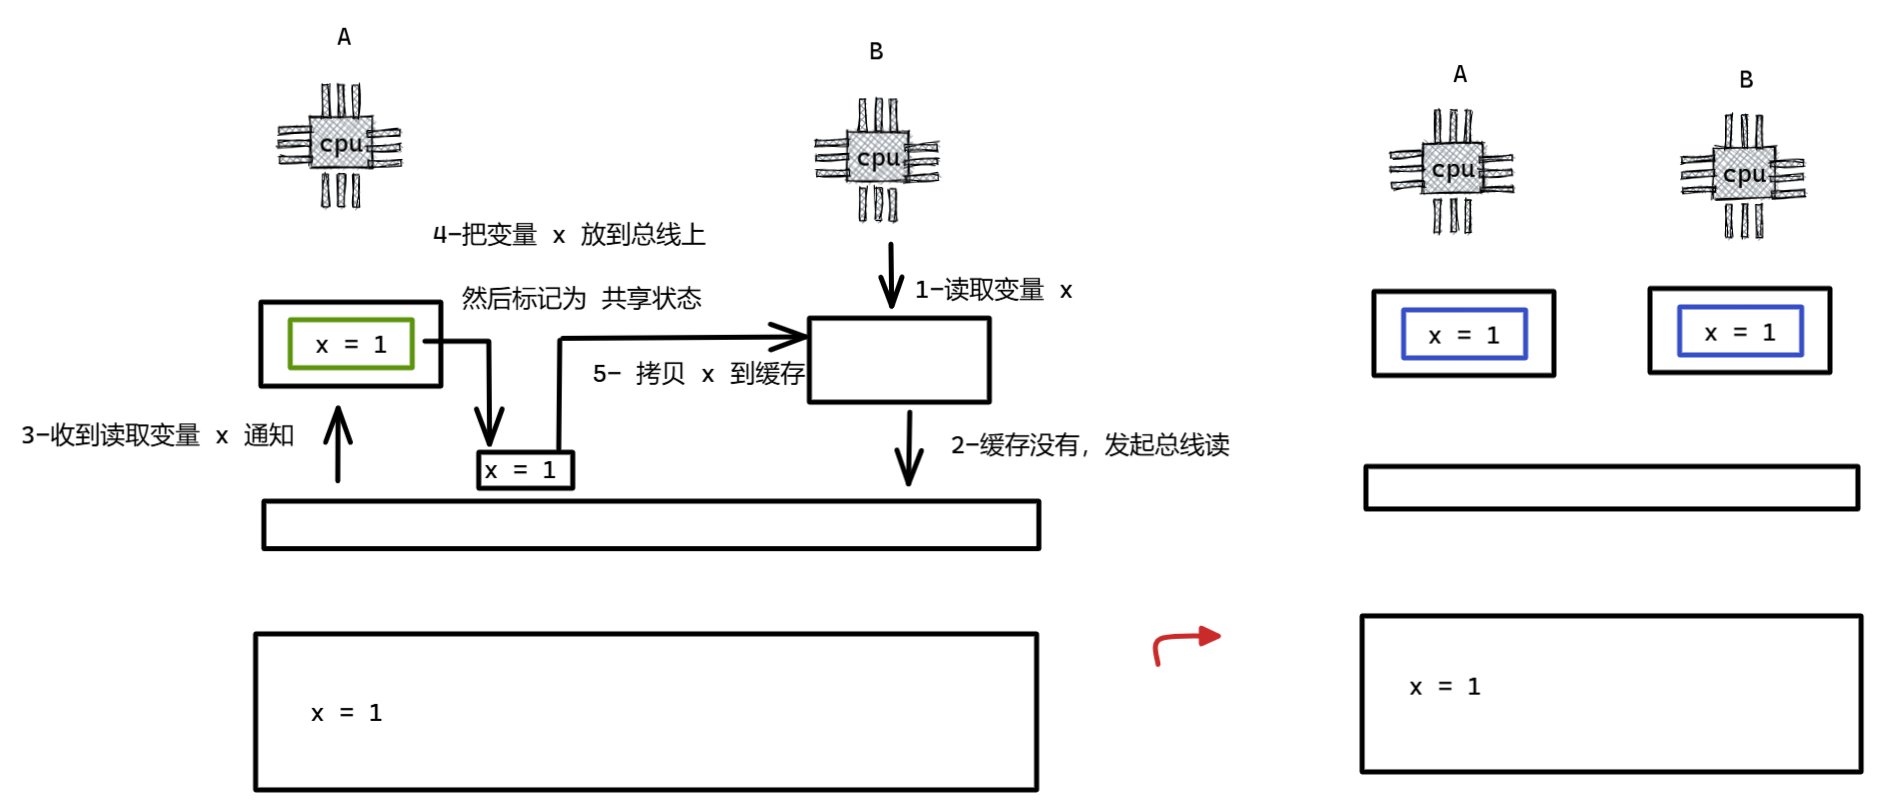 A
B
A
B
cpu
cpu
cpu
cpu
4-把变量 x 放到总线上
然后标记为 共享状态
1-读取变量 x
x = 1
x = 1
x = 1
5- 拷贝 x 到缓存
3-收到读取变量 x 通知
2-缓存没有，发起总线读
x = 1
x = 1
x = 1